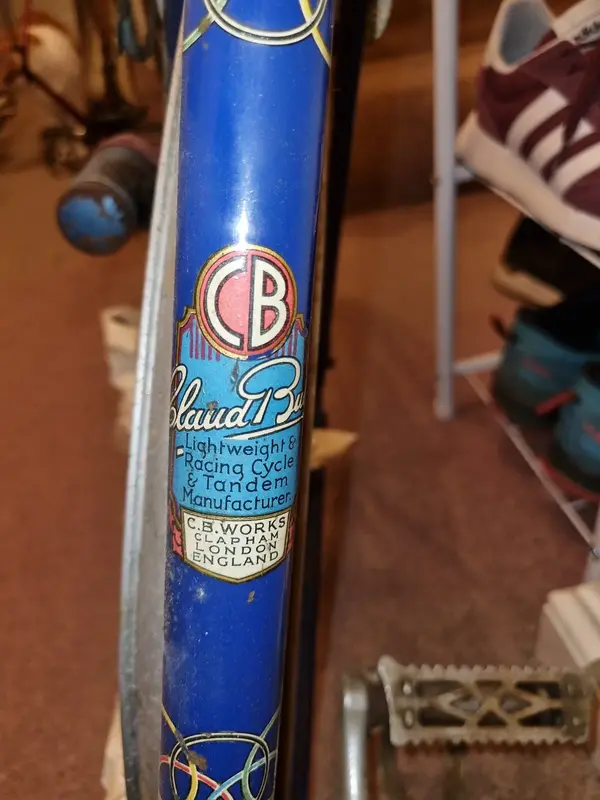 CB
Claud Bu
Lightweight &
Racing Cycle
& Tandem
Manufacturer.
C.B. WORKS
CLAPHAM
LONDON
ENGLAND